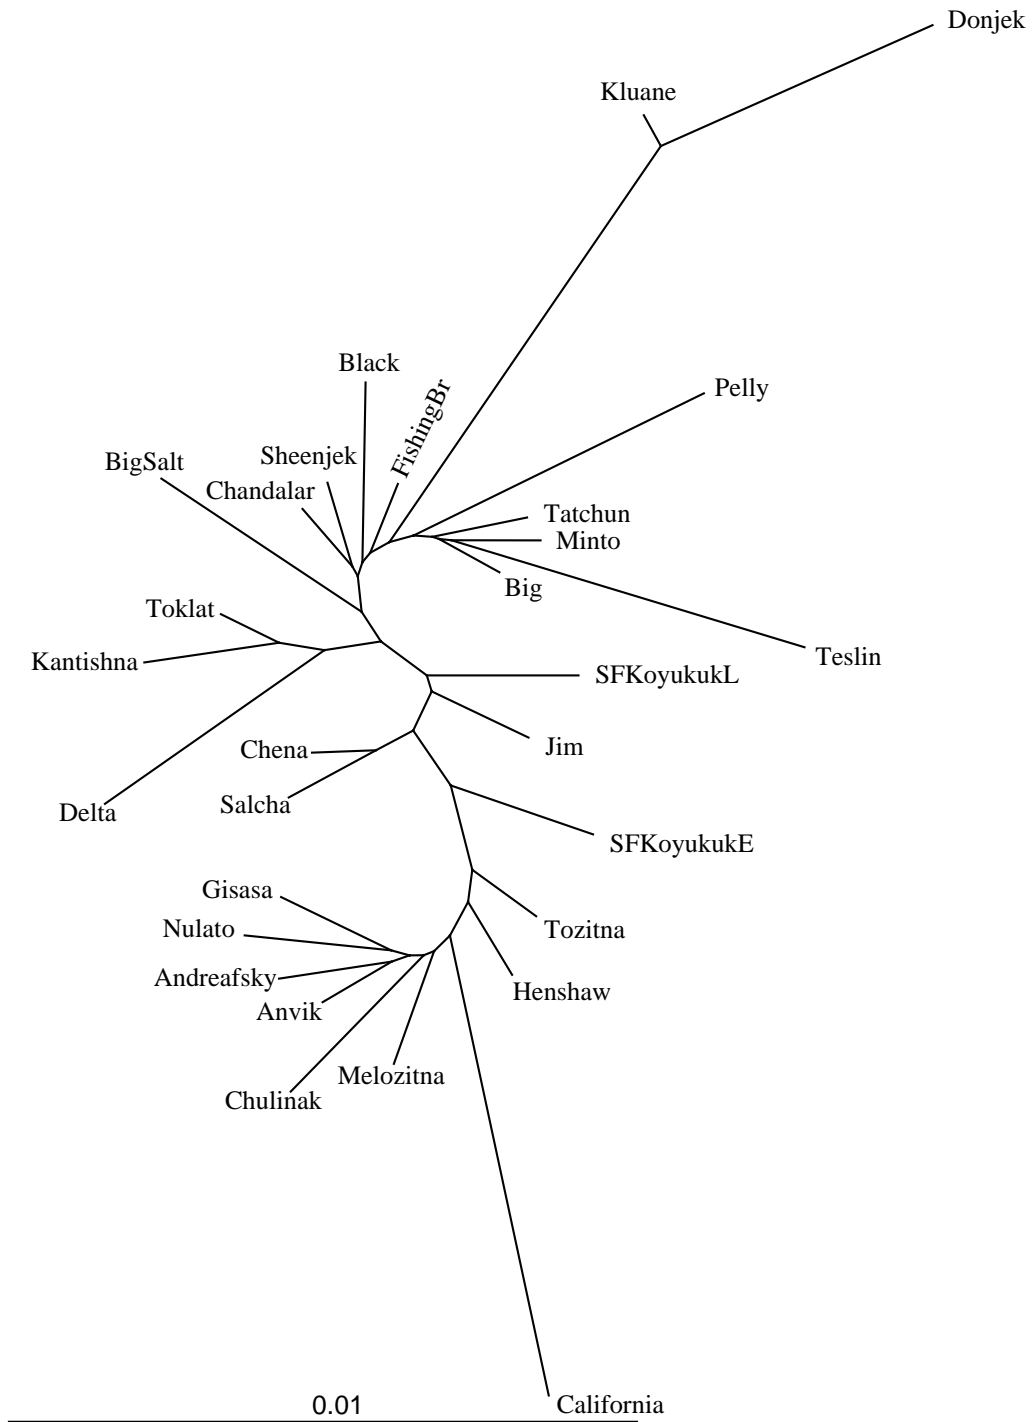 Donjek
Kluane
Black
FishingBr
Pelly
Sheenjek
BigSalt
Chandalar
Tatchun
Minto
Big
Toklat
Teslin
Kantishna
SFKoyukukL
Chena
Jim
Salcha
Delta
SFKoyukukE
Gisasa
Nulato
Tozitna
Andreafsky
Henshaw
Anvik
Melozitna
Chulinak
0.01
California